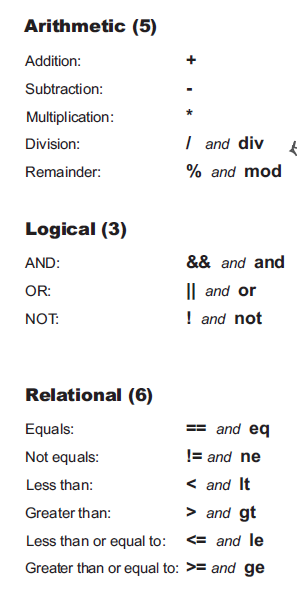 Arithmetic (5)
Addition: +
Subtraction: -
Multiplication: *
Division: / and div
Remainder: % and mod
Logical (3)
AND: && and and
OR: || and or
NOT: ! and not
Relational (6)
Equals: == and eq
Not equals: != and ne
Less than: < and lt
Greater than: > and gt
Less than or equal to: <= and le
Greater than or equal to: >= and ge